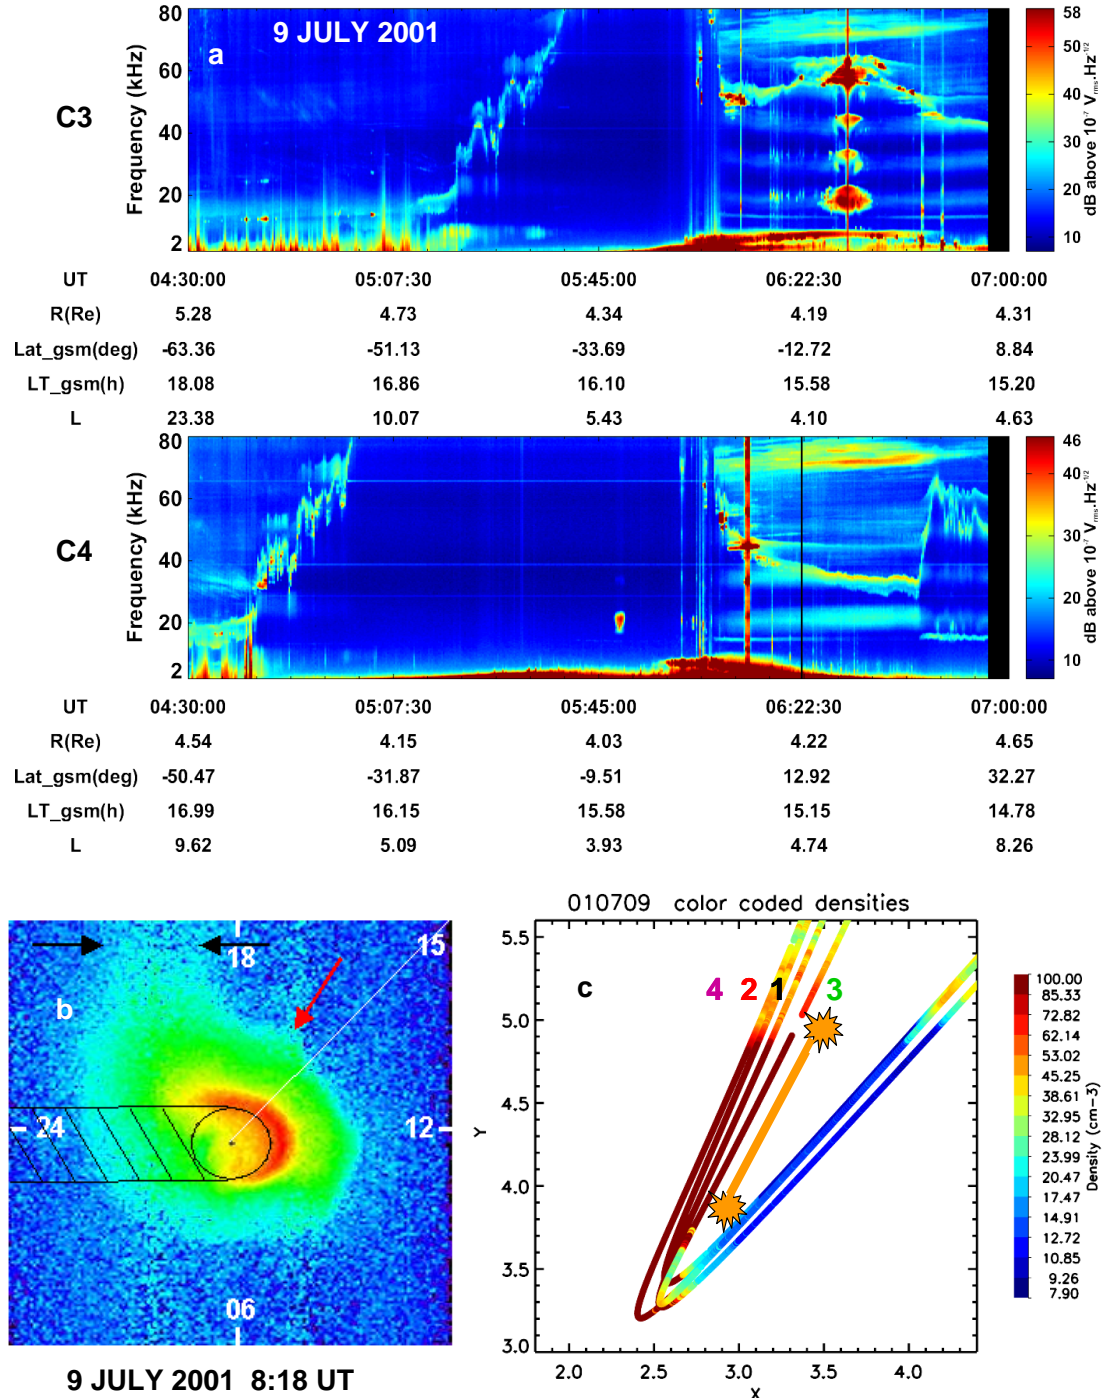 80
58
9 JULY 2001
a
50
60
40
C3
40
30
20
20
2
10
Frequency (kHz)
dB above 10⁻⁷ Vrms.Hz⁻¹/²
UT 04:30:00 05:07:30 05:45:00 06:22:30 07:00:00
R(Re) 5.28 4.73 4.34 4.19 4.31
Lat_gsm(deg) -63.36 -51.13 -33.69 -12.72 8.84
LT_gsm(h) 18.08 16.86 16.10 15.58 15.20
L 23.38 10.07 5.43 4.10 4.63
80
46
60
40
30
C4
40
20
20
2
10
Frequency (kHz)
dB above 10⁻⁷ Vrms.Hz⁻¹/²
UT 04:30:00 05:07:30 05:45:00 06:22:30 07:00:00
R(Re) 4.54 4.15 4.03 4.22 4.65
Lat_gsm(deg) -50.47 -31.87 -9.51 12.92 32.27
LT_gsm(h) 16.99 16.15 15.58 15.15 14.78
L 9.62 5.09 3.93 4.74 8.26
18
15
b
24
12
06
9 JULY 2001 8:18 UT
010709 color coded densities
5.5
5.0
4.5
4.0
3.5
3.0
Y
c
4 2 1 3
2.0 2.5 3.0 3.5 4.0
X
100.00
85.33
72.82
62.14
53.02
45.25
38.61
32.95
28.12
23.99
20.47
17.47
14.91
12.72
10.85
9.26
7.90
Density (cm-3)